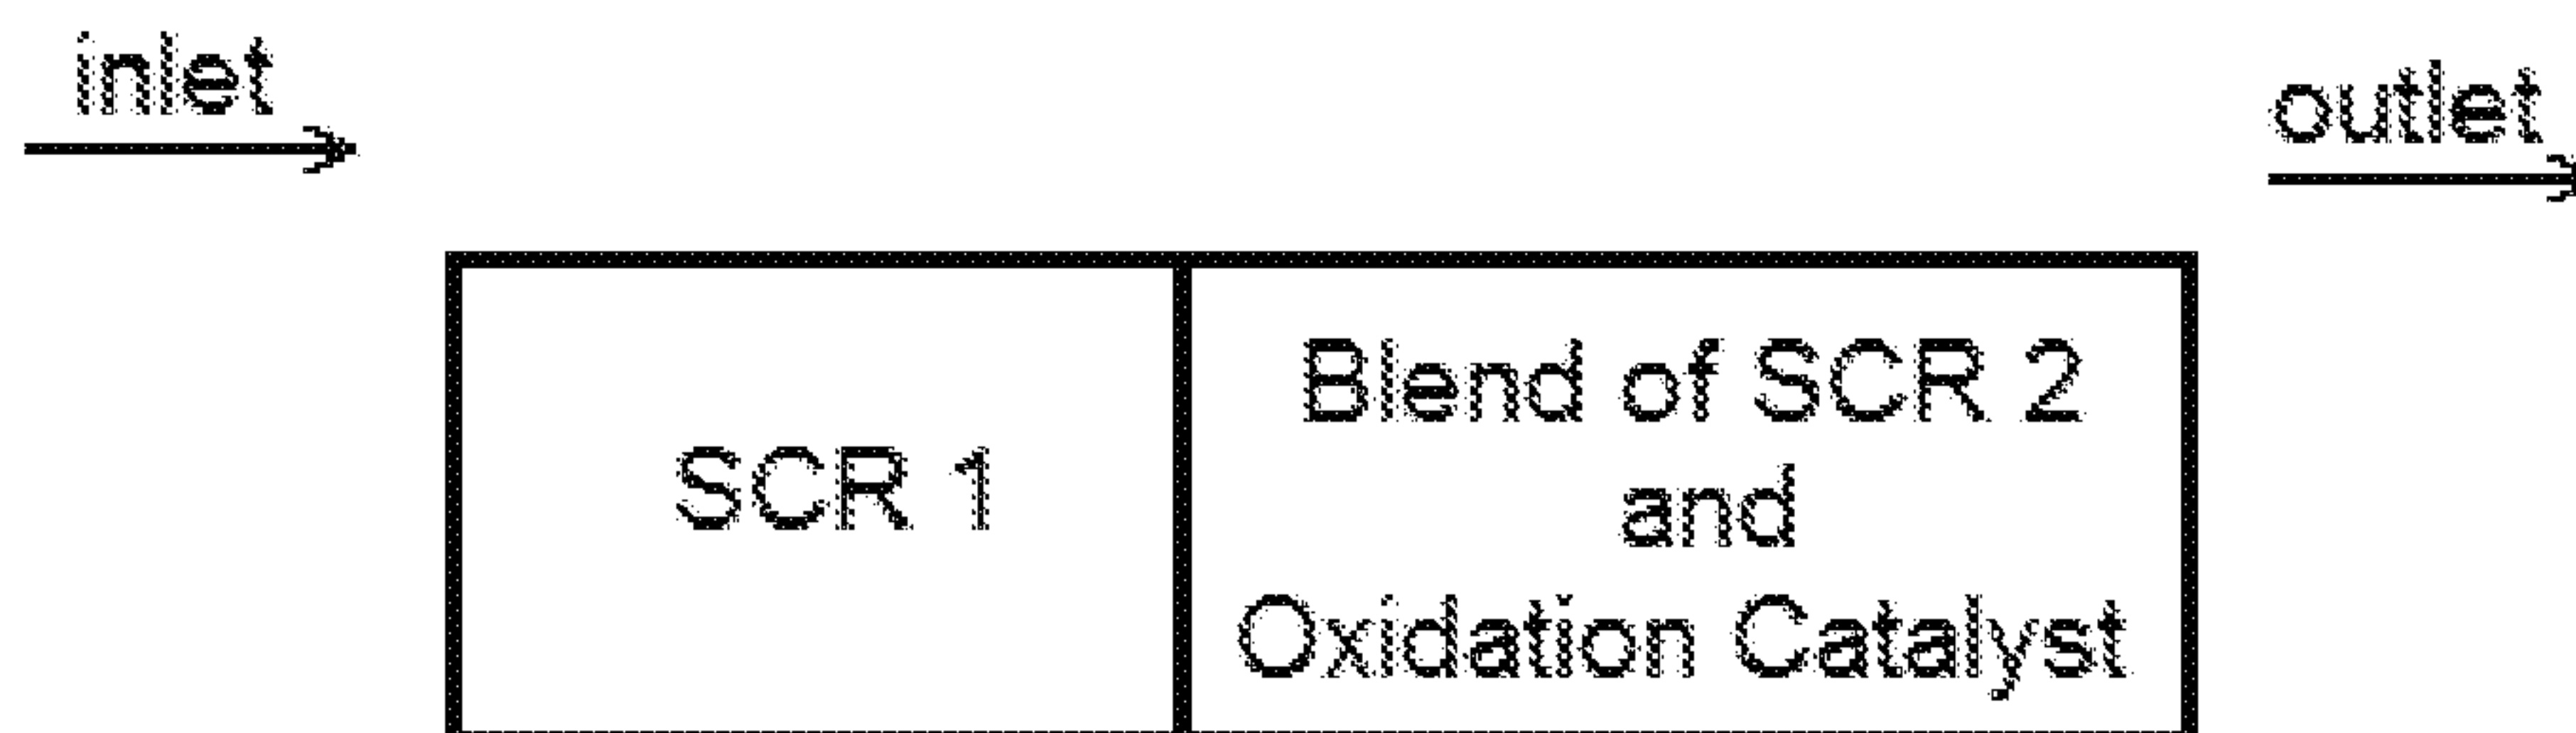 inlet
outlet
SCR 1
Blend of SCR 2
and
Oxidation Catalyst